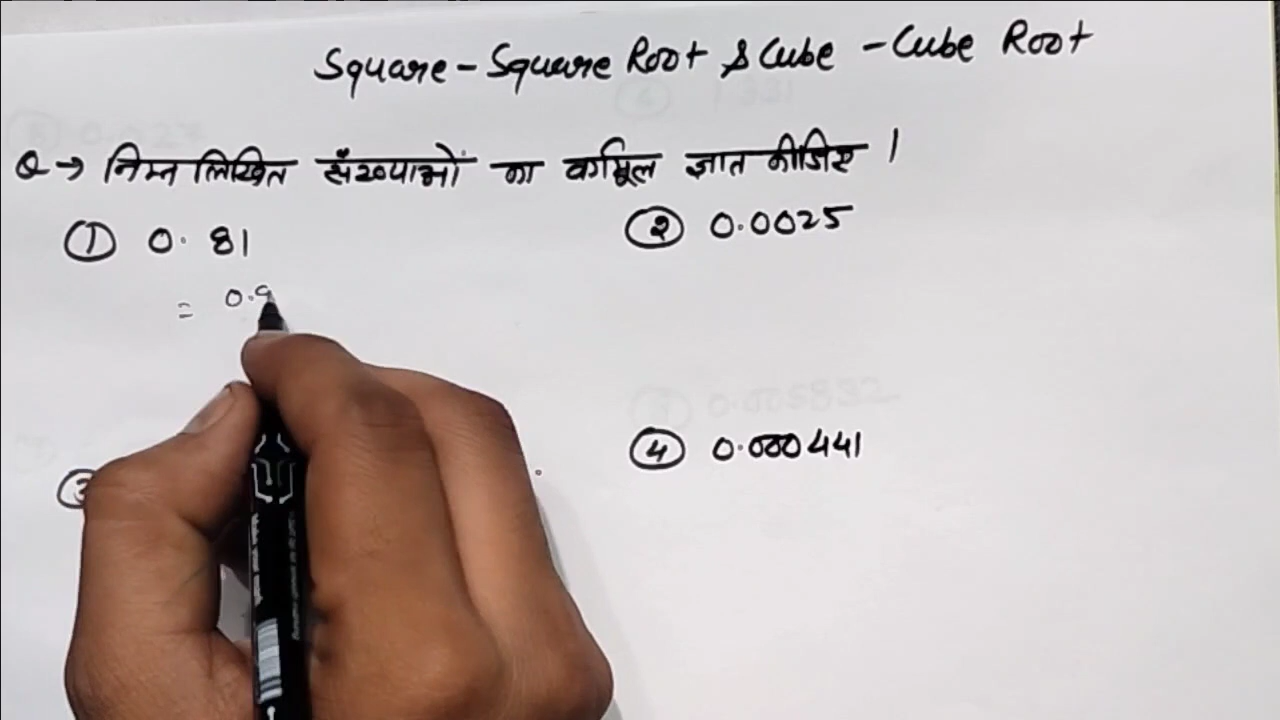 Square - Square Root & Cube - Cube Root
Q → निम्न लिखित संख्याओं का वर्गमूल ज्ञात कीजिए ।
① 0.81
② 0.0025
= 0.9
③
④ 0.000441